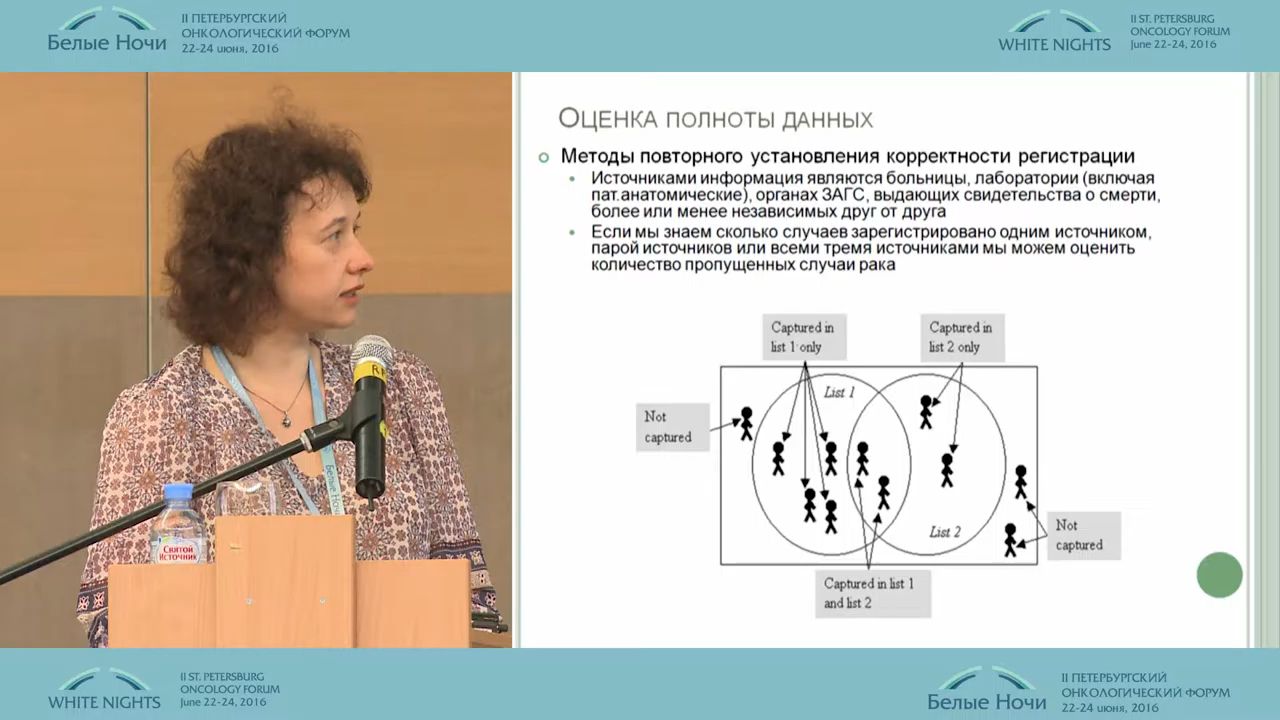 II ПЕТЕРБУРГСКИЙ
ОНКОЛОГИЧЕСКИЙ ФОРУМ
Белые Ночи
22-24 июня, 2016
II ST. PETERSBURG
ONCOLOGY FORUM
WHITE NIGHTS
June 22-24, 2016
ОЦЕНКА ПОЛНОТЫ ДАННЫХ
Методы повторного установления корректности регистрации
Источниками информация являются больницы, лаборатории (включая
пат.анатомические), органах ЗАГС, выдающих свидетельства о смерти,
более или менее независимых друг от друга
Если мы знаем сколько случаев зарегистрировано одним источником,
парой источников или всеми тремя источниками мы можем оценить
количество пропущенных случаи рака
Captured in
list 1 only
Captured in
list 2 only
List 1
Not
captured
List 2
Not
captured
Captured in list 1
and list 2
Белые Ночи
Святой
Источник
II ST. PETERSBURG
ONCOLOGY FORUM
WHITE NIGHTS
June 22-24, 2016
II ПЕТЕРБУРГСКИЙ
ОНКОЛОГИЧЕСКИЙ ФОРУМ
Белые Ночи
22-24 июня, 2016